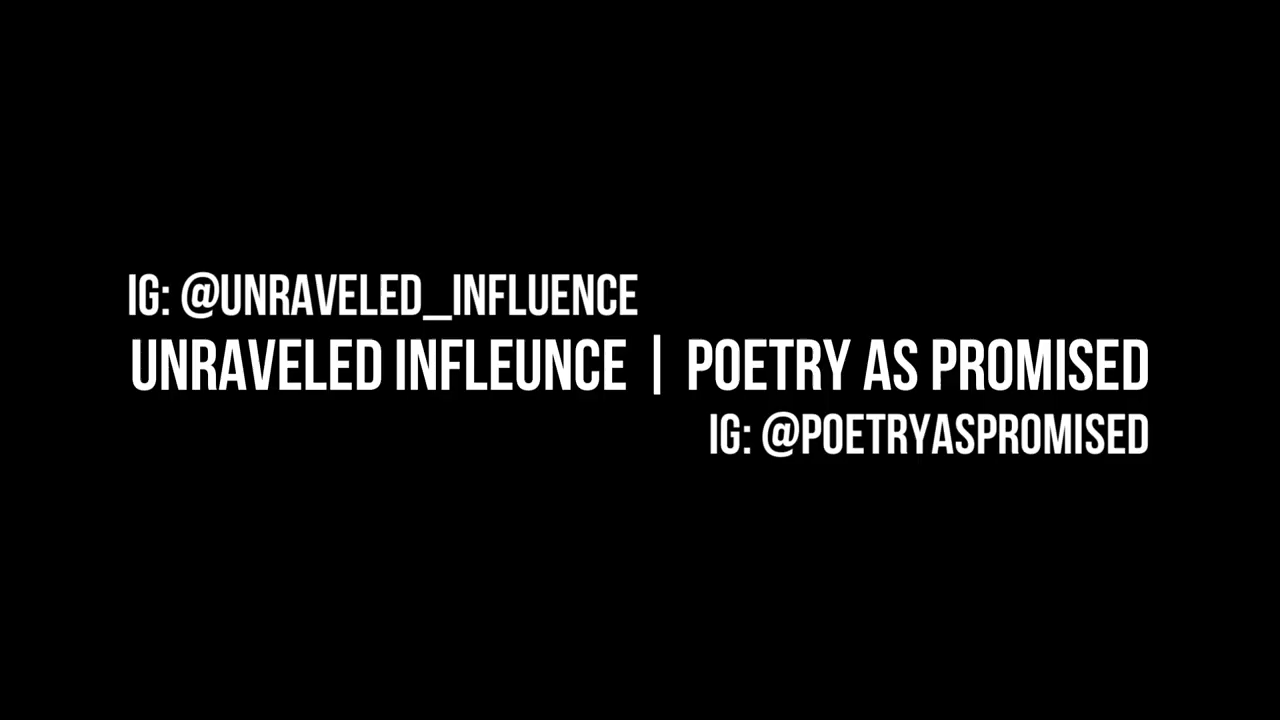 IG: @UNRAVELED_INFLUENCE
UNRAVELED INFLEUNCE | POETRY AS PROMISED
IG: @POETRYASPROMISED